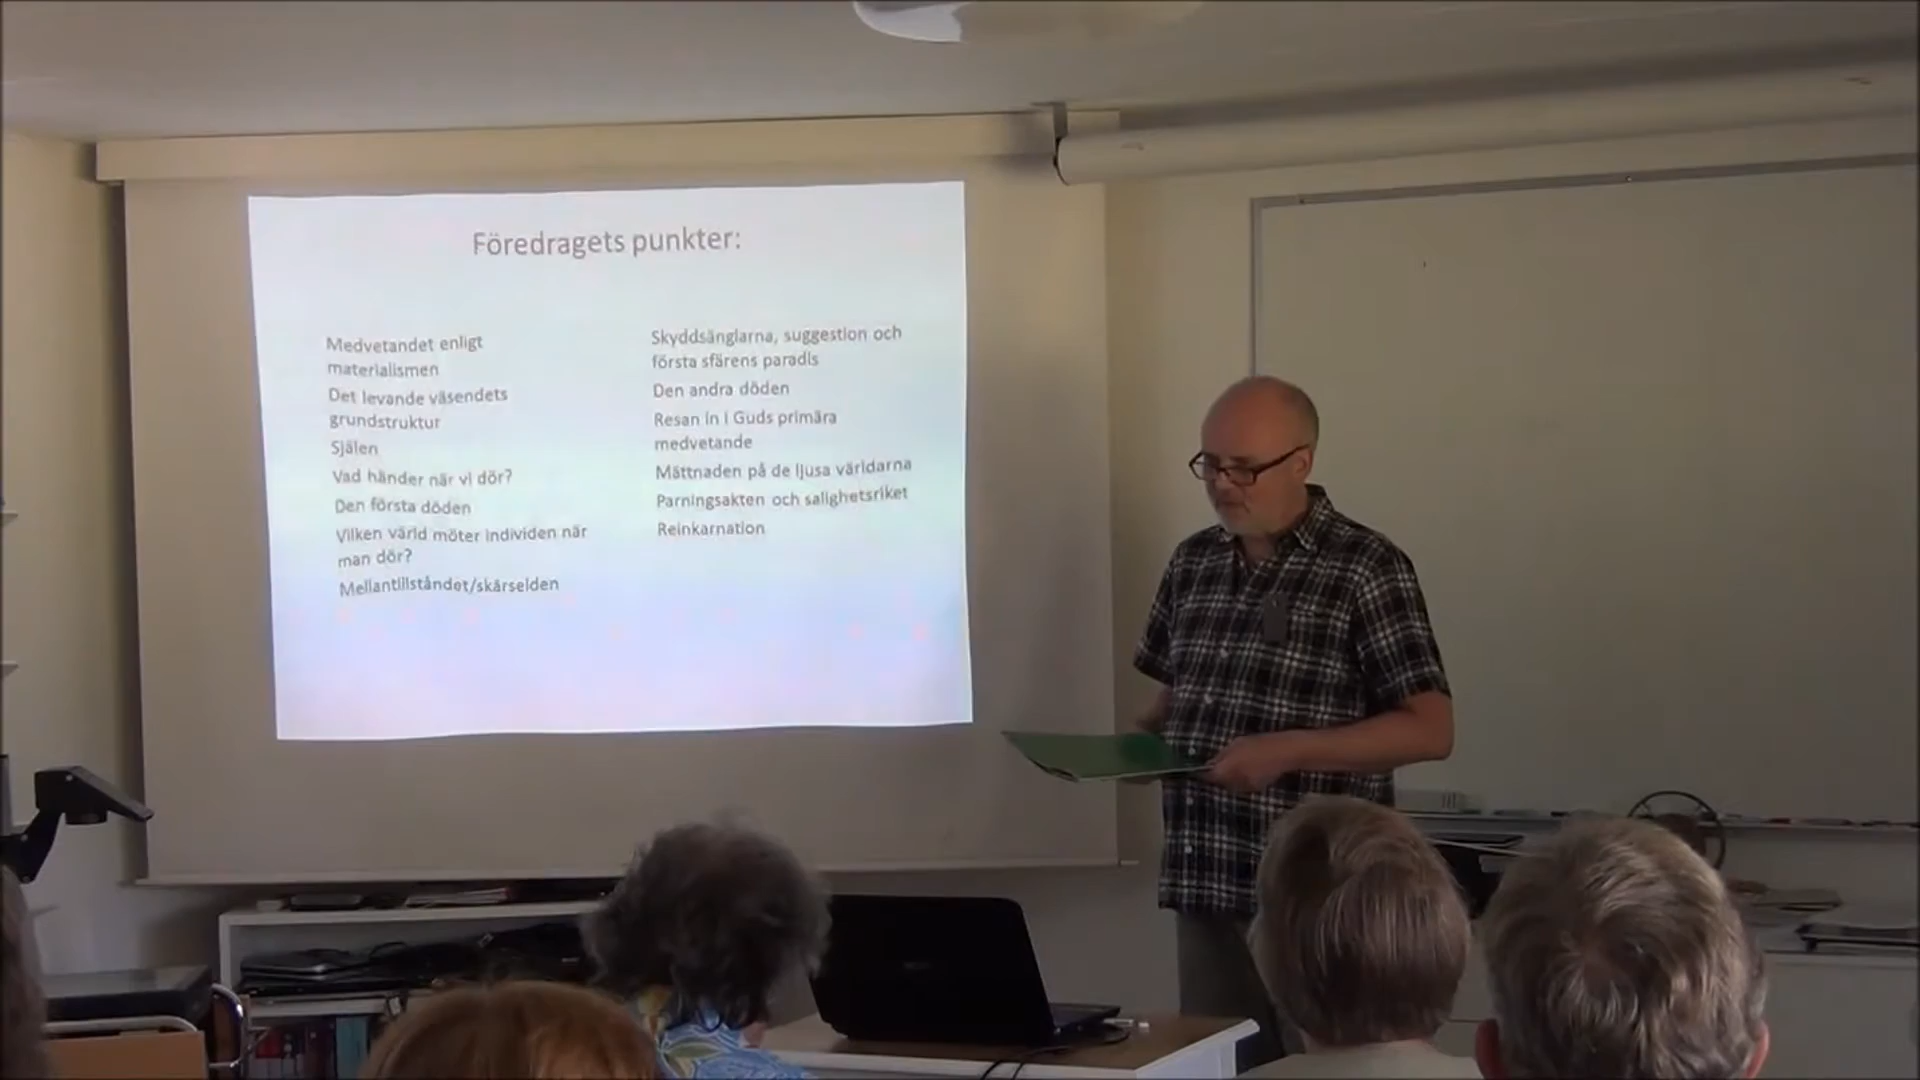 Föredragets punkter:
Medvetandet enligt
materialismen
Det levande väsendets
grundstruktur
Själen
Vad händer när vi dör?
Den första döden
Vilken värld möter individen när
man dör?
Mellantillståndet/skärselden
Skyddsänglarna, suggestion och
första sfärens paradis
Den andra döden
Resan in i Guds primära
medvetande
Mättnaden på de ljusa världarna
Parningsakten och salighetsriket
Reinkarnation